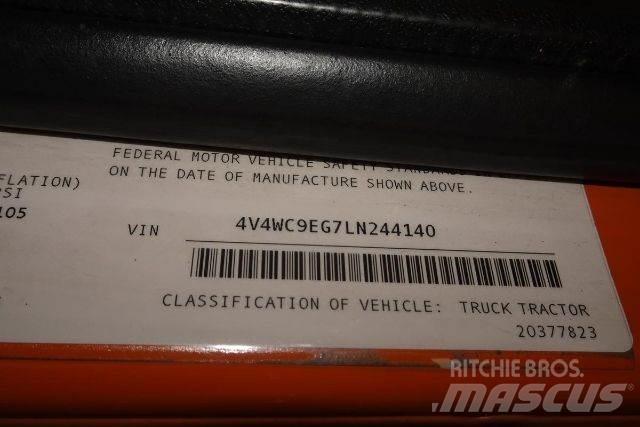 FEDERAL MOTOR VEHICLE SAFETY
ON THE DATE OF MANUFACTURE SHOWN ABOVE.
FLATION)
PSI
105
VIN 4V4WC9EG7LN244140
CLASSIFICATION OF VEHICLE: TRUCK TRACTOR
20377823
RITCHIE BROS.
MASCUS